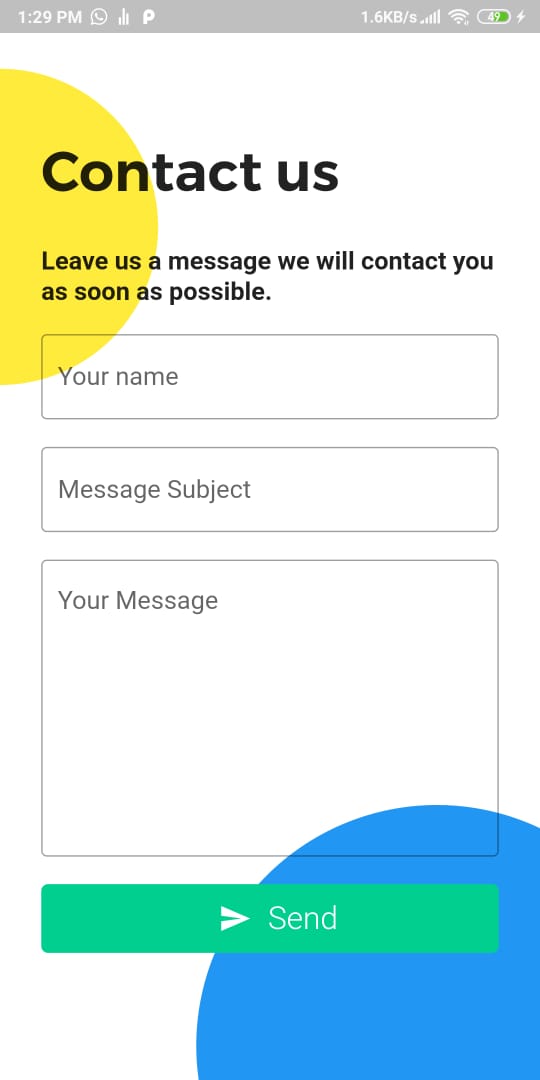 1:29 PM 1.6KB/s 49
Contact us
Leave us a message we will contact you
as soon as possible.
Your name
Message Subject
Your Message
Send